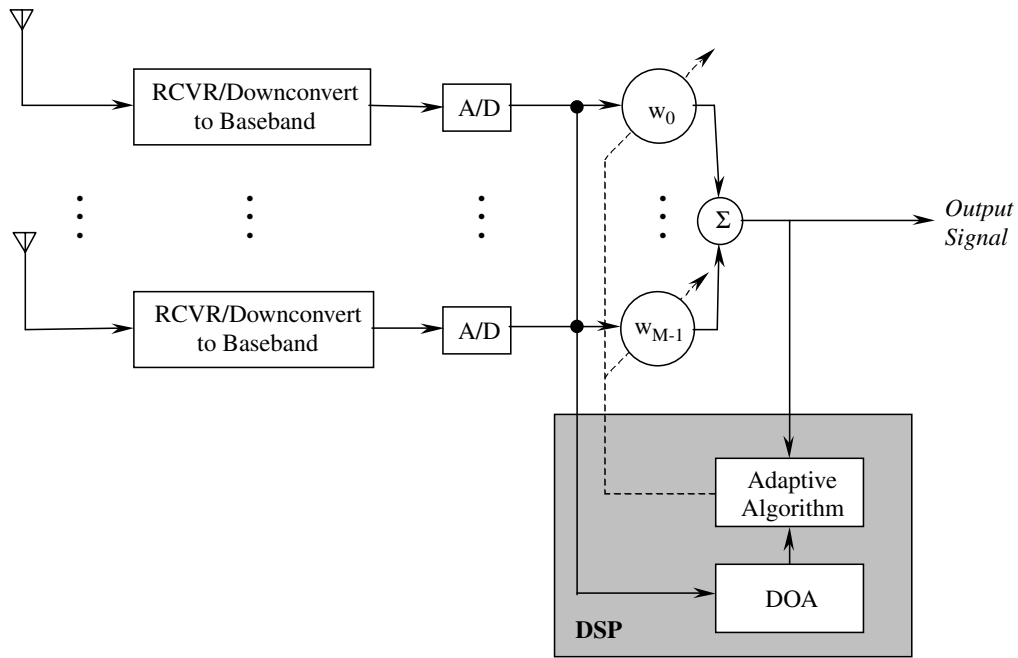 RCVR/Downconvert
to Baseband
A/D
w0
Σ
Output
Signal
RCVR/Downconvert
to Baseband
A/D
wM-1
Adaptive
Algorithm
DOA
DSP